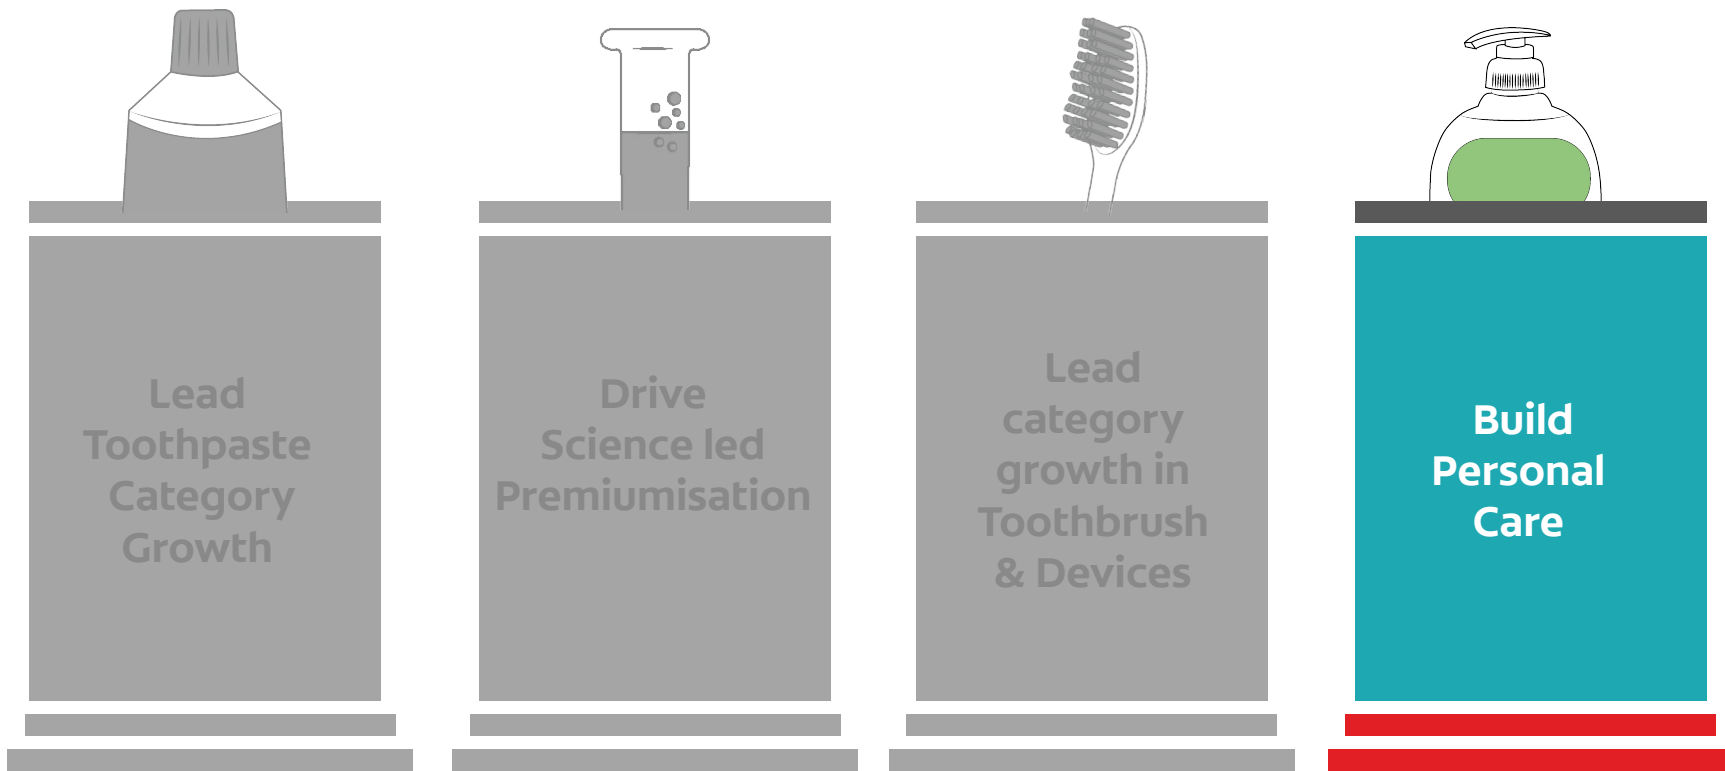 Lead
Toothpaste
Category
Growth
Drive
Science led
Premiumisation
Lead
category
growth in
Toothbrush
& Devices
Build
Personal
Care